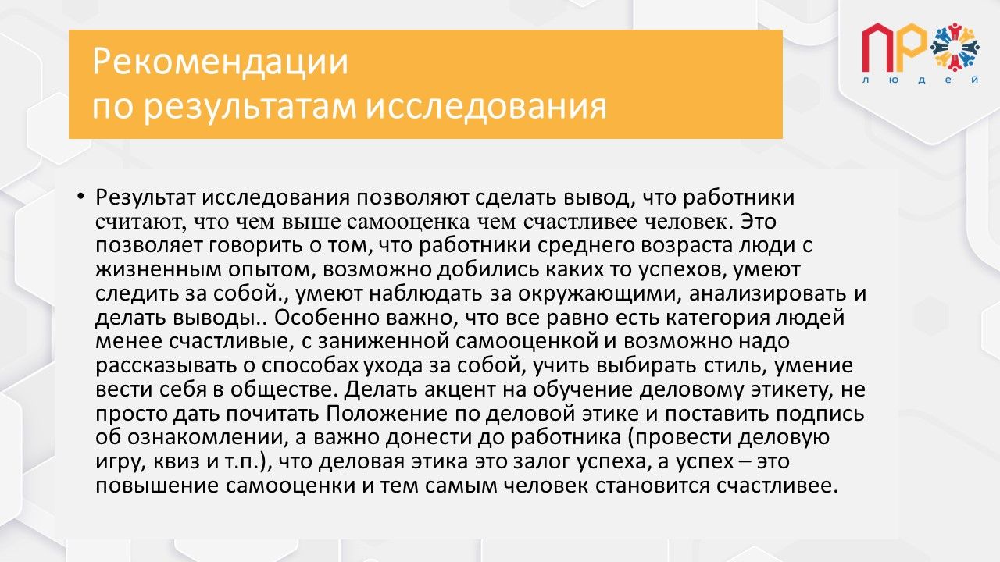 Рекомендации
по результатам исследования
ПРО
людей
• Результат исследования позволяют сделать вывод, что работники
считают, что чем выше самооценка чем счастливее человек. Это
позволяет говорить о том, что работники среднего возраста люди с
жизненным опытом, возможно добились каких то успехов, умеют
следить за собой., умеют наблюдать за окружающими, анализировать и
делать выводы.. Особенно важно, что все равно есть категория людей
менее счастливые, с заниженной самооценкой и возможно надо
рассказывать о способах ухода за собой, учить выбирать стиль, умение
вести себя в обществе. Делать акцент на обучение деловому этикету, не
просто дать почитать Положение по деловой этике и поставить подпись
об ознакомлении, а важно донести до работника (провести деловую
игру, квиз и т.п.), что деловая этика это залог успеха, а успех – это
повышение самооценки и тем самым человек становится счастливее.